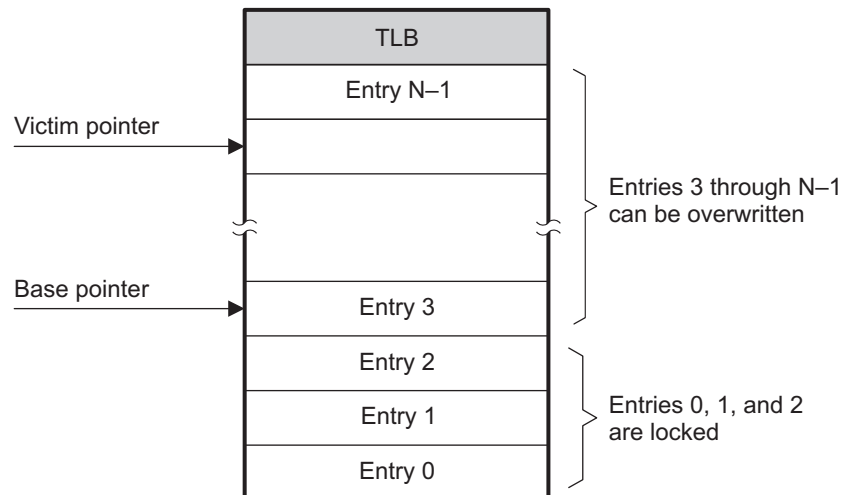 TLB
Entry N–1
Victim pointer
Entries 3 through N–1
can be overwritten
Base pointer
Entry 3
Entry 2
Entry 1
Entries 0, 1, and 2
are locked
Entry 0